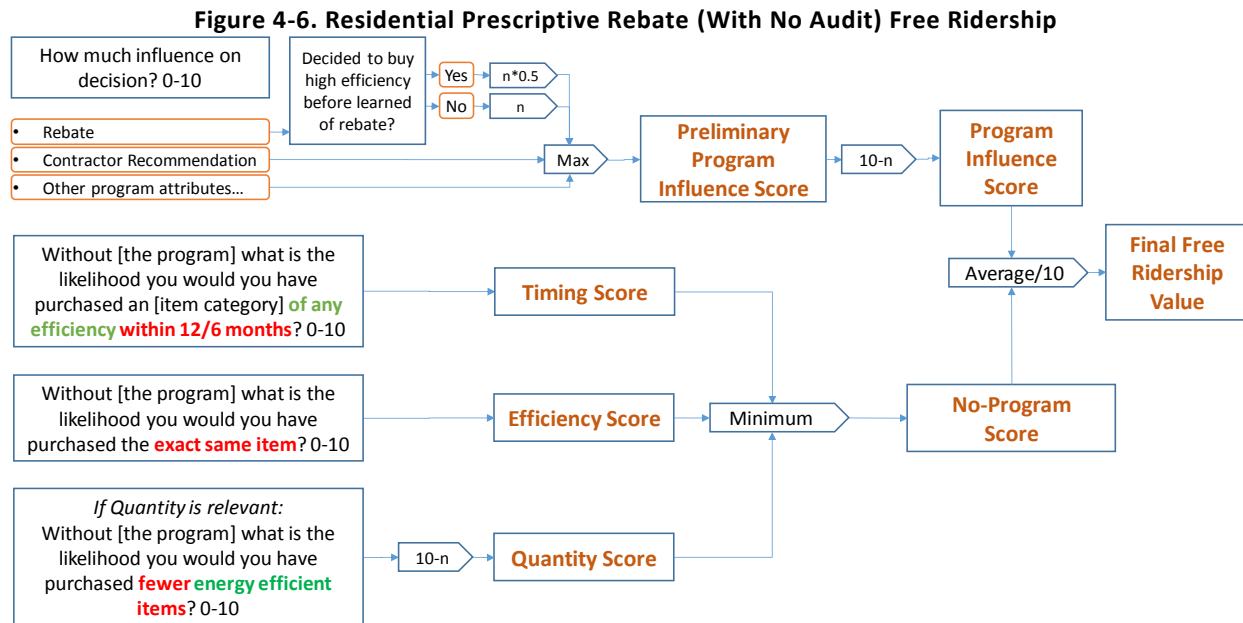 Figure 4-6. Residential Prescriptive Rebate (With No Audit) Free Ridership
How much influence on
decision? 0-10
• Rebate
• Contractor Recommendation
• Other program attributes…
Decided to buy
high efficiency
before learned
of rebate?
Yes
n*0.5
No
n
Max
Preliminary
Program
Influence Score
10-n
Program
Influence
Score
Without [the program] what is the
likelihood you would you have
purchased an [item category] of any
efficiency within 12/6 months? 0-10
Timing Score
Average/10
Final Free
Ridership
Value
Without [the program] what is the
likelihood you would you have
purchased the exact same item? 0-10
Efficiency Score
Minimum
No-Program
Score
If Quantity is relevant:
Without [the program] what is the
likelihood you would you have
purchased fewer energy efficient
items? 0-10
10-n
Quantity Score